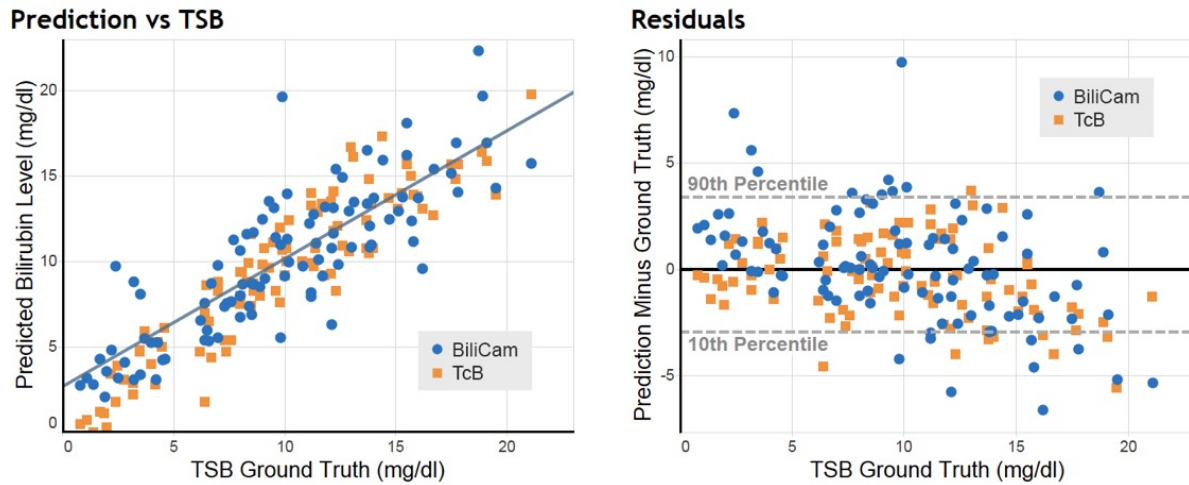 Prediction vs TSB
Predicted Bilirubin Level (mg/dl)
20
15
10
5
0
BiliCam
TcB
0 5 10 15 20
TSB Ground Truth (mg/dl)
Residuals
Prediction Minus Ground Truth (mg/dl)
10
5
0
-5
BiliCam
TcB
90th Percentile
10th Percentile
0 5 10 15 20
TSB Ground Truth (mg/dl)